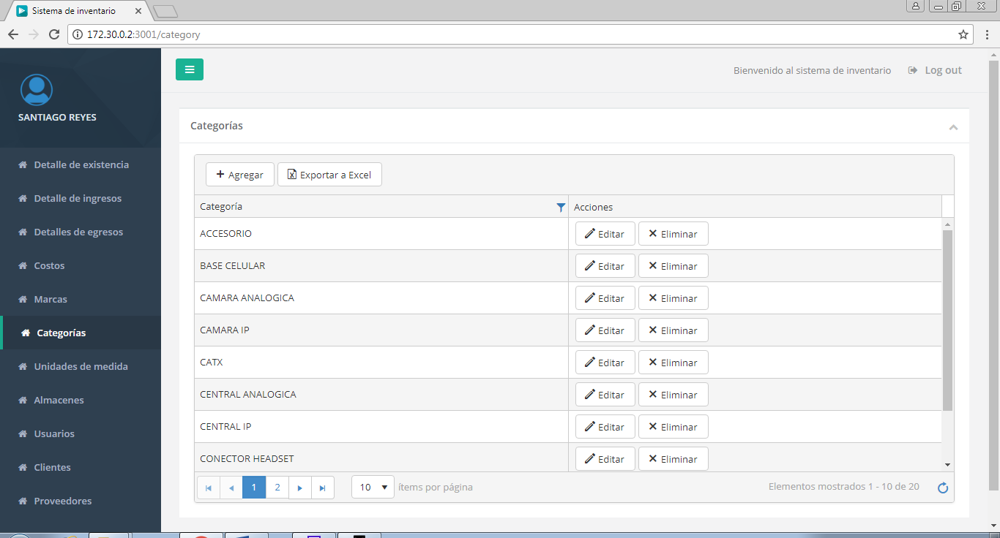 Sistema de inventario
172.30.0.2:3001/category
SANTIAGO REYES
Detalle de existencia
Detalle de ingresos
Detalles de egresos
Costos
Marcas
Categorías
Unidades de medida
Almacenes
Usuarios
Clientes
Proveedores
Bienvenido al sistema de inventario Log out
Categorías
Agregar Exportar a Excel
Categoría Acciones
ACCESORIO Editar Eliminar
BASE CELULAR Editar Eliminar
CAMARA ANALOGICA Editar Eliminar
CAMARA IP Editar Eliminar
CATX Editar Eliminar
CENTRAL ANALOGICA Editar Eliminar
CENTRAL IP Editar Eliminar
CONECTOR HEADSET Editar Eliminar
1 2 10 ítems por página Elementos mostrados 1 - 10 de 20